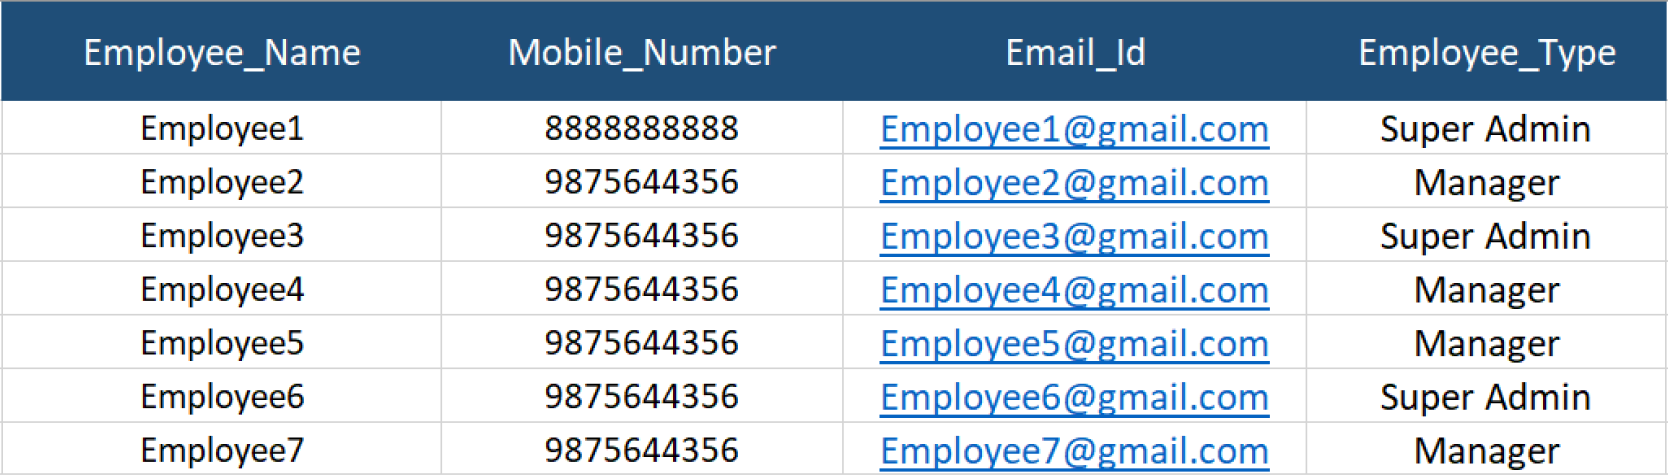 Employee_Name Mobile_Number Email_Id Employee_Type
Employee1 8888888888 Employee1@gmail.com Super Admin
Employee2 9875644356 Employee2@gmail.com Manager
Employee3 9875644356 Employee3@gmail.com Super Admin
Employee4 9875644356 Employee4@gmail.com Manager
Employee5 9875644356 Employee5@gmail.com Manager
Employee6 9875644356 Employee6@gmail.com Super Admin
Employee7 9875644356 Employee7@gmail.com Manager